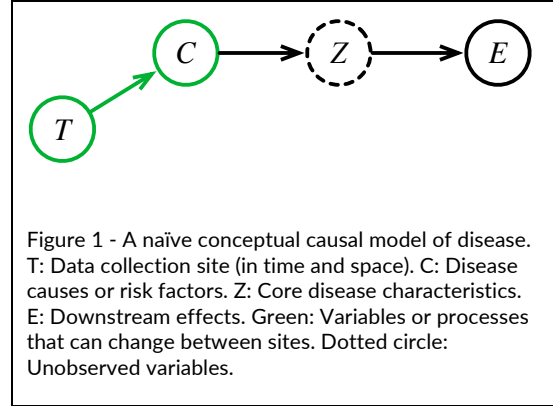 C Z E
T
Figure 1 - A naïve conceptual causal model of disease.
T: Data collection site (in time and space). C: Disease
causes or risk factors. Z: Core disease characteristics.
E: Downstream effects. Green: Variables or processes
that can change between sites. Dotted circle:
Unobserved variables.